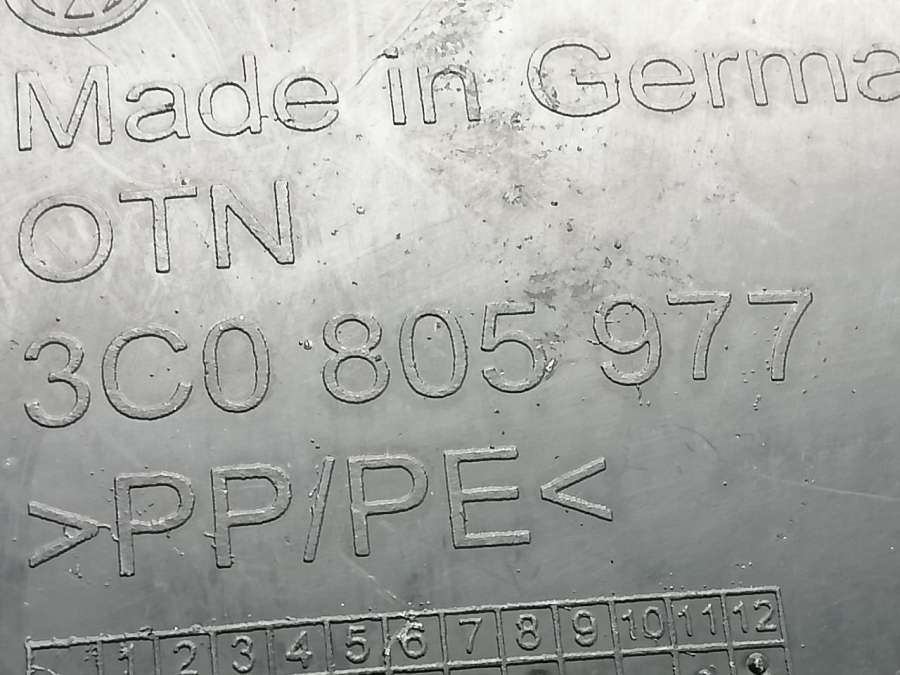 Made in Germa
OTN
3C0 805 977
>PP/PE<
1 2 3 4 5 6 7 8 9 10 11 12